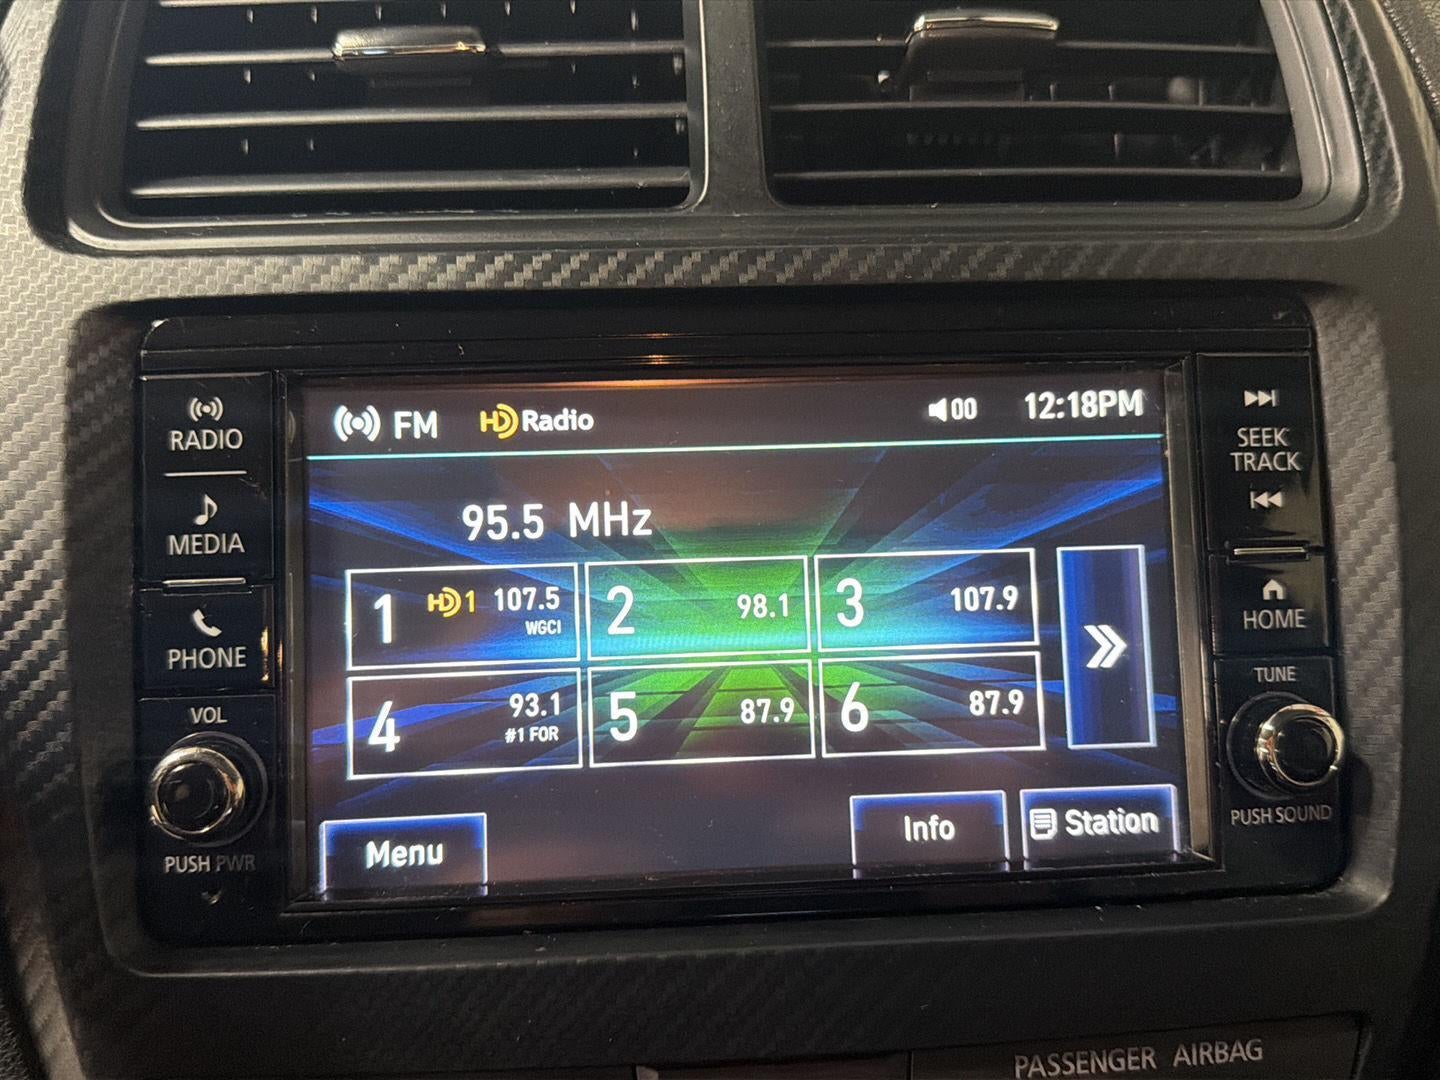 RADIO
MEDIA
PHONE
VOL
PUSH PWR
FM HD Radio 00 12:18PM
95.5 MHz
1 HD1 107.5
WGCI
2 98.1
3 107.9
4 93.1
#1 FOR
5 87.9
6 87.9
Menu Info Station
SEEK
TRACK
HOME
TUNE
PUSH SOUND
PASSENGER AIRBAG